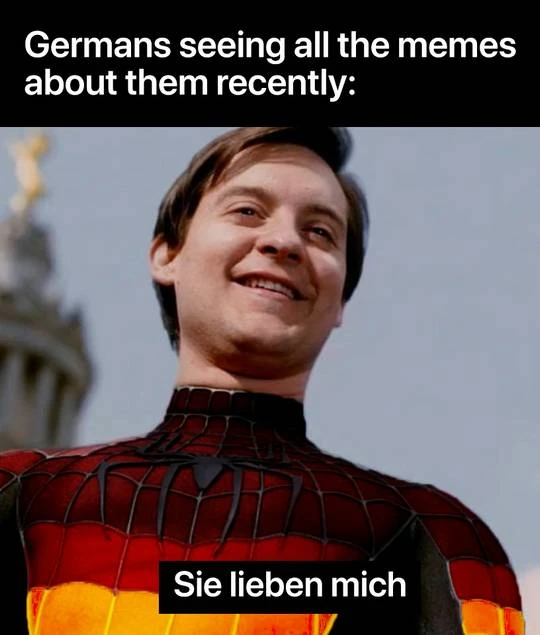 Germans seeing all the memes
about them recently:
Sie lieben mich